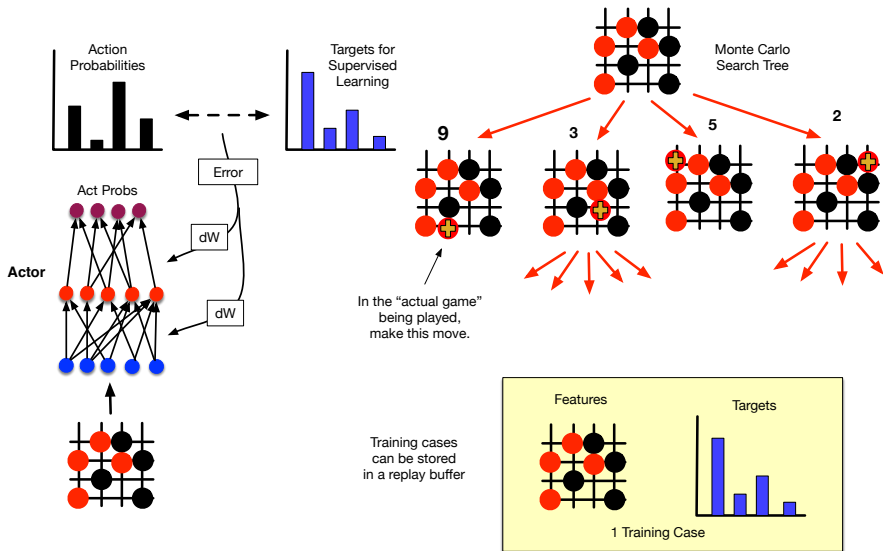 Action
Probabilities
Targets for
Supervised
Learning
Monte Carlo
Search Tree
9
3
5
2
Error
Act Probs
dW
Actor
dW
In the “actual game”
being played,
make this move.
Training cases
can be stored
in a replay buffer
Features
Targets
1 Training Case